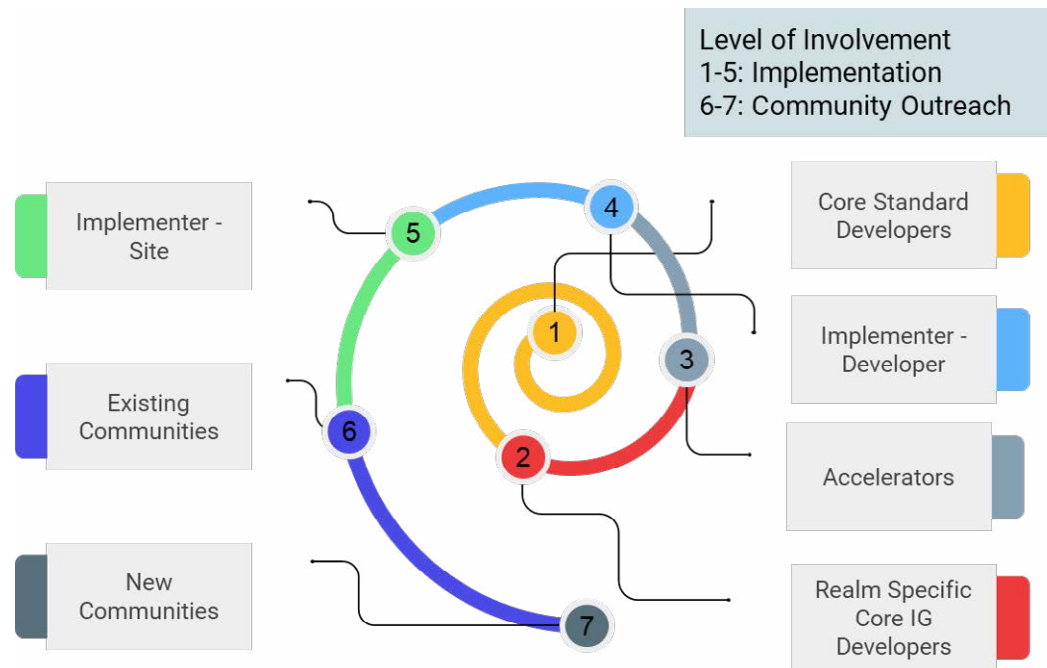 Level of Involvement
1-5: Implementation
6-7: Community Outreach
Implementer -
Site
Existing
Communities
New
Communities
5
4
1
3
6
2
7
Core Standard
Developers
Implementer -
Developer
Accelerators
Realm Specific
Core IG
Developers